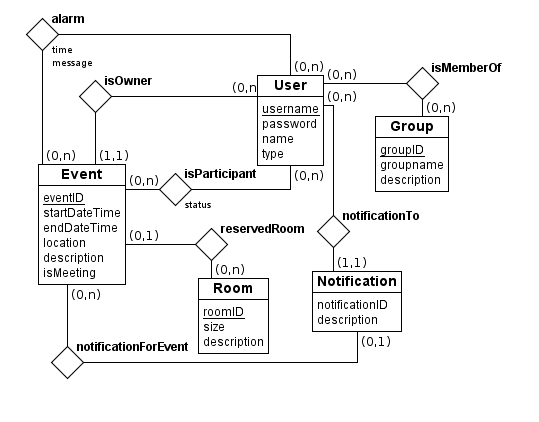 alarm
time
message
(0,n)
isOwner
(0,n)
User
(0,n)
(0,n)
isMemberOf
username
password
name
type
(0,n)
Group
groupID
groupname
description
(0,n)
(1,1)
Event
eventID
startDateTime
endDateTime
location
description
isMeeting
(0,n)
isParticipant
status
(0,n)
(0,1)
reservedRoom
(0,n)
Room
roomID
size
description
notificationTo
(1,1)
Notification
notificationID
description
(0,n)
notificationForEvent
(0,1)